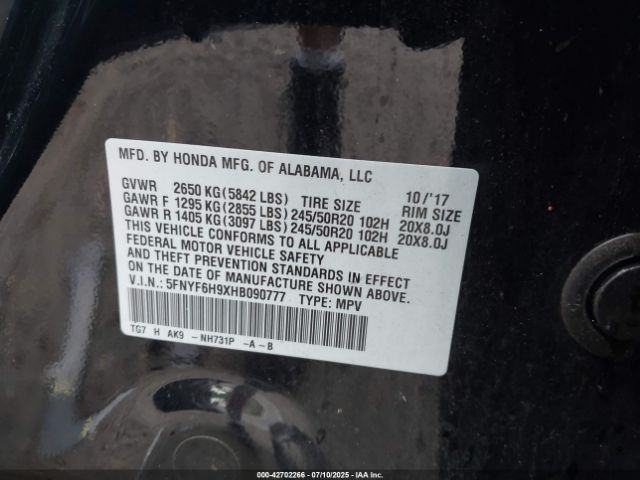 MFD. BY HONDA MFG. OF ALABAMA, LLC
10/'17
GVWR 2650 KG(5842 LBS) TIRE SIZE RIM SIZE
GAWR F 1295 KG(2855 LBS)245/50R20 102H 20X8.0J
GAWR R 1405 KG(3097 LBS)245/50R20 102H 20X8.0J
THIS VEHICLE CONFORMS TO ALL APPLICABLE
FEDERAL MOTOR VEHICLE SAFETY
AND THEFT PREVENTION STANDARDS IN EFFECT
ON THE DATE OF MANUFACTURE SHOWN ABOVE.
V.I.N.: 5FNYF6H9XHB090777 TYPE: MPV
TG7 H AK9 -NH731P -A-B
000-42702266 - 07/10/2025 - IAAI Inc.